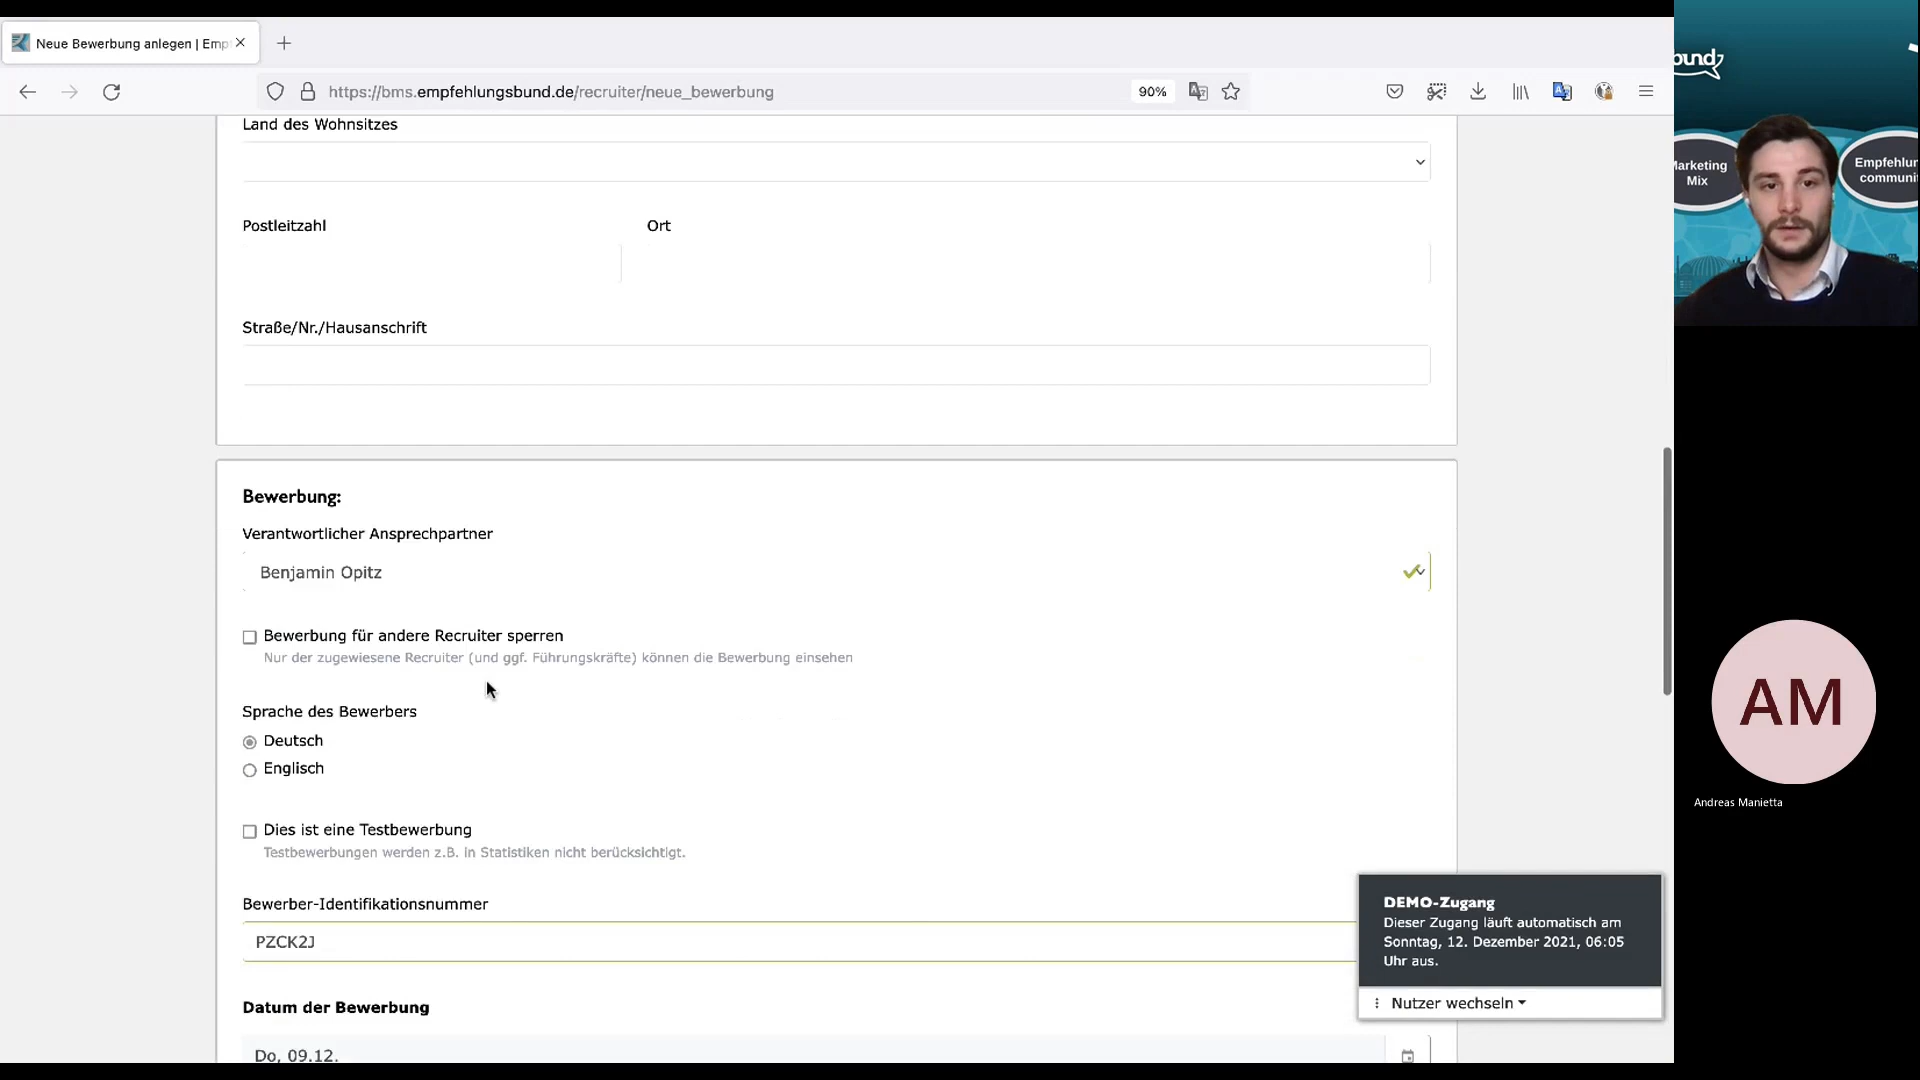 Neue Bewerbung anlegen | Emp
https://bms.empfehlungsbund.de/recruiter/neue_bewerbung
90%
Land des Wohnsitzes
Postleitzahl
Ort
Straße/Nr./Hausanschrift
Bewerbung:
Verantwortlicher Ansprechpartner
Benjamin Opitz
Bewerbung für andere Recruiter sperren
Nur der zugewiesene Recruiter (und ggf. Führungskräfte) können die Bewerbung einsehen
Sprache des Bewerbers
Deutsch
Englisch
Dies ist eine Testbewerbung
Testbewerbungen werden z.B. in Statistiken nicht berücksichtigt.
Bewerber-Identifikationsnummer
PZCK2J
Datum der Bewerbung
Do, 09.12.
DEMO-Zugang
Dieser Zugang läuft automatisch am
Sonntag, 12. Dezember 2021, 06:05
Uhr aus.
Nutzer wechseln
bund
Marketing
Mix
Empfehlun
communi
AM
Andreas Manietta